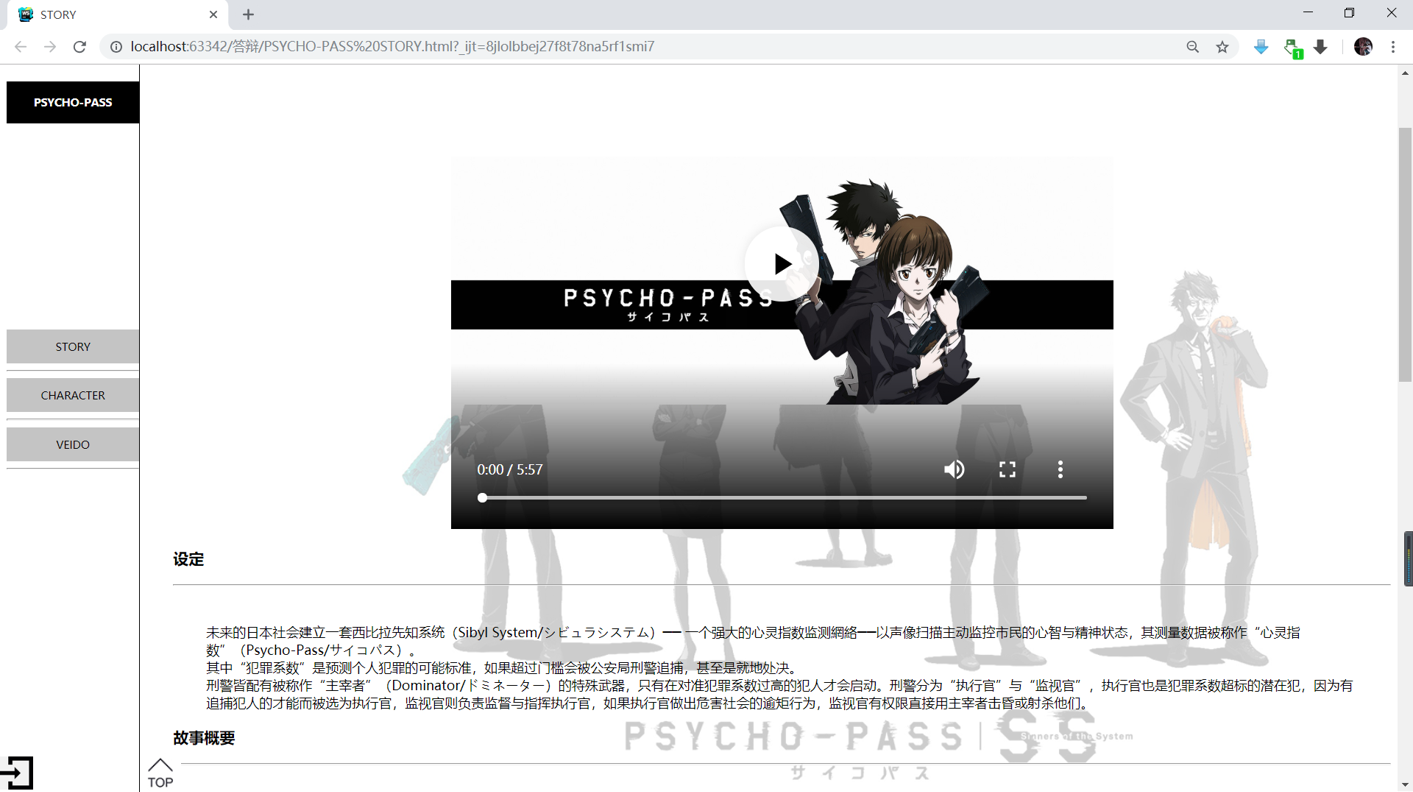 STORY
localhost:63342/答辩/PSYCHO-PASS%20STORY.html?_ijt=8jlolbbej27f8t78na5rf1smi7
1
PSYCHO-PASS
STORY
CHARACTER
VEIDO
PSYCHO-PASS
サイコパス
0:00 / 5:57
设定
未来的日本社会建立一套西比拉先知系统（Sibyl System/シビュラシステム）━━ 一个强大的心灵指数监测網絡━━以声像扫描主动监控市民的心智与精神状态，其测量数据被称作“心灵指
数”（Psycho-Pass/サイコパス）。
其中“犯罪系数”是预测个人犯罪的可能标准，如果超过门槛会被公安局刑警追捕，甚至是就地处决。
刑警皆配有被称作“主宰者”（Dominator/ドミネーター）的特殊武器，只有在对准犯罪系数过高的犯人才会启动。刑警分为“执行官”与“监视官”，执行官也是犯罪系数超标的潜在犯，因为有
追捕犯人的才能而被选为执行官，监视官则负责监督与指挥执行官，如果执行官做出危害社会的逾矩行为，监视官有权限直接用主宰者击昏或射杀他们。
PSYCHO-PASS | SS
Sinners of the System
サイコパス
故事概要
TOP